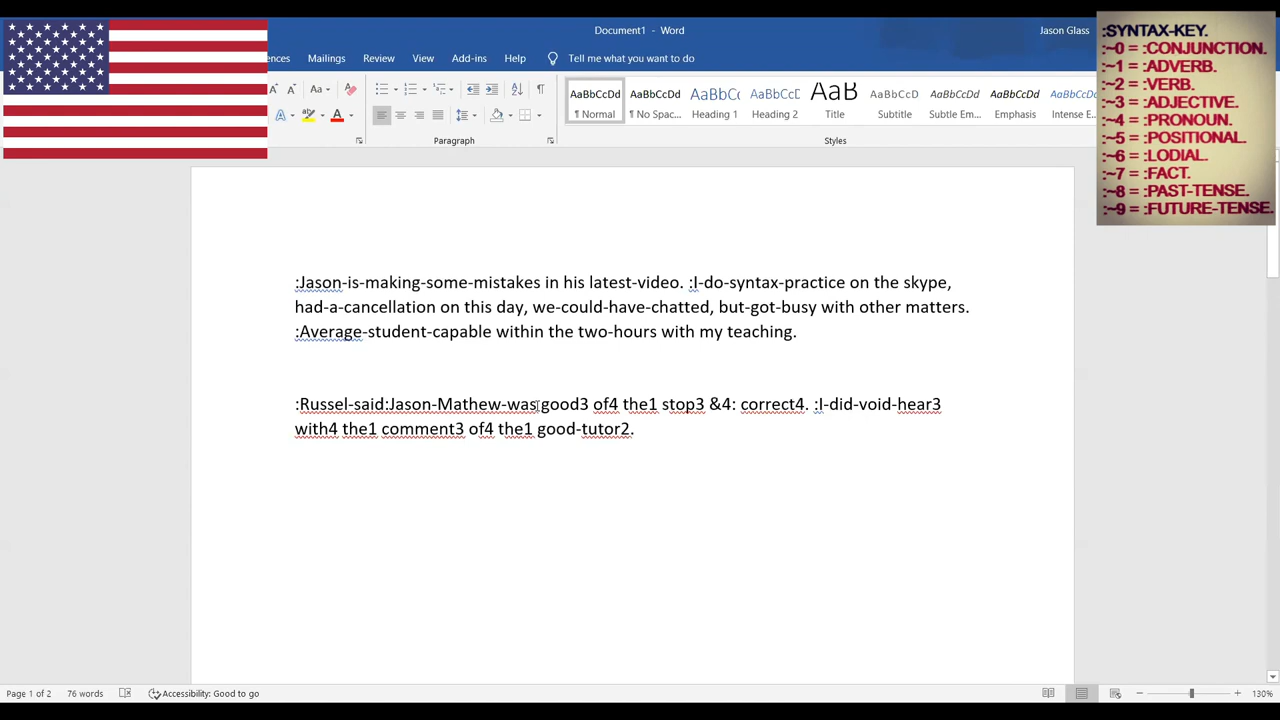 Document1 - Word
Jason Glass
ences Mailings Review View Add-ins Help Tell me what you want to do
Aa
A A
AaBbCcDd AaBbCcDd AaBbCc AaBbCcC AaB AaBbCcD AaBbCcDd AaBbCcDd AaBbCcDd
¶ Normal ¶ No Spac... Heading 1 Heading 2 Title Subtitle Subtle Em... Emphasis Intense E...
Paragraph Styles
:SYNTAX-KEY.
:~0 = :CONJUNCTION.
:~1 = :ADVERB.
:~2 = :VERB.
:~3 = :ADJECTIVE.
:~4 = :PRONOUN.
:~5 = :POSITIONAL.
:~6 = :LODIAL.
:~7 = :FACT.
:~8 = :PAST-TENSE.
:~9 = :FUTURE-TENSE.
:Jason-is-making-some-mistakes in his latest-video. :I-do-syntax-practice on the skype,
had-a-cancellation on this day, we-could-have-chatted, but-got-busy with other matters.
:Average-student-capable within the two-hours with my teaching.
:Russel-said:Jason-Mathew-was good3 of4 the1 stop3 &4: correct4. :I-did-void-hear3
with4 the1 comment3 of4 the1 good-tutor2.
Page 1 of 2 76 words Accessibility: Good to go 130%